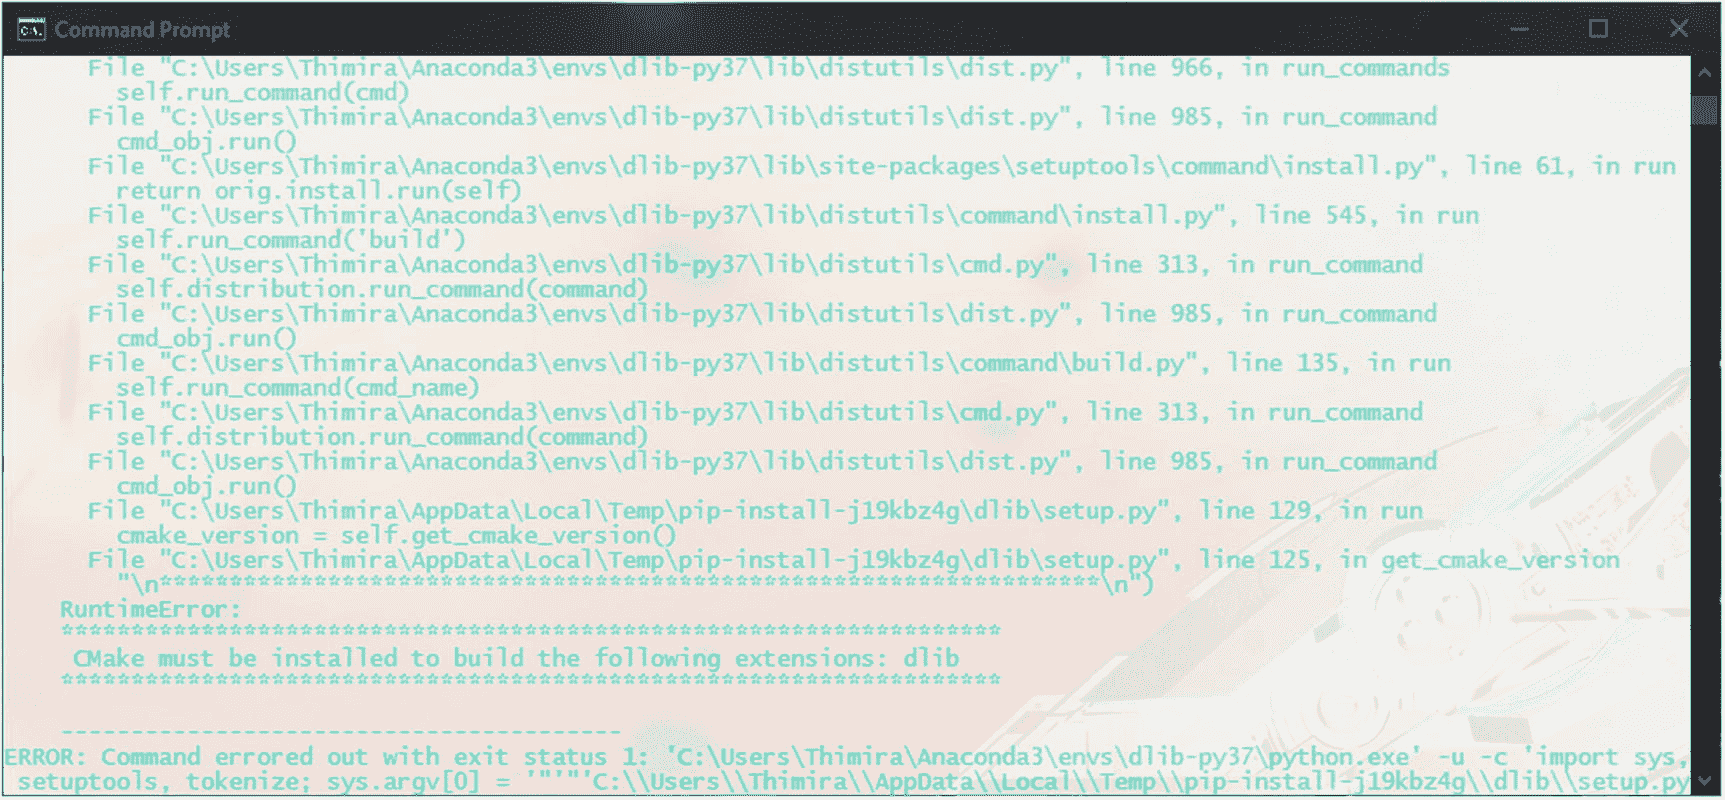 C:\. Command Prompt
File "C:\Users\Thimira\Anaconda3\envs\dlib-py37\lib\distutils\dist.py", line 966, in run_commands
self.run_command(cmd)
File "C:\Users\Thimira\Anaconda3\envs\dlib-py37\lib\distutils\dist.py", line 985, in run_command
cmd_obj.run()
File "C:\Users\Thimira\Anaconda3\envs\dlib-py37\lib\site-packages\setuptools\command\install.py", line 61, in run
return orig.install.run(self)
File "C:\Users\Thimira\Anaconda3\envs\dlib-py37\lib\distutils\command\install.py", line 545, in run
self.run_command('build')
File "C:\Users\Thimira\Anaconda3\envs\dlib-py37\lib\distutils\cmd.py", line 313, in run_command
self.distribution.run_command(command)
File "C:\Users\Thimira\Anaconda3\envs\dlib-py37\lib\distutils\dist.py", line 985, in run_command
cmd_obj.run()
File "C:\Users\Thimira\Anaconda3\envs\dlib-py37\lib\distutils\command\build.py", line 135, in run
self.run_command(cmd_name)
File "C:\Users\Thimira\Anaconda3\envs\dlib-py37\lib\distutils\cmd.py", line 313, in run_command
self.distribution.run_command(command)
File "C:\Users\Thimira\Anaconda3\envs\dlib-py37\lib\distutils\dist.py", line 985, in run_command
cmd_obj.run()
File "C:\Users\Thimira\AppData\Local\Temp\pip-install-j19kbz4g\dlib\setup.py", line 129, in run
cmake_version = self.get_cmake_version()
File "C:\Users\Thimira\AppData\Local\Temp\pip-install-j19kbz4g\dlib\setup.py", line 125, in get_cmake_version
"\n*******************************************************************\n")
RuntimeError:
*******************************************************************
CMake must be installed to build the following extensions: dlib
*******************************************************************
----------------------------------------
ERROR: Command errored out with exit status 1: 'C:\Users\Thimira\Anaconda3\envs\dlib-py37\python.exe' -u -c 'import sys,
setuptools, tokenize; sys.argv[0] = '"'"'C:\\Users\\Thimira\\AppData\\Local\\Temp\\pip-install-j19kbz4g\\dlib\\setup.py